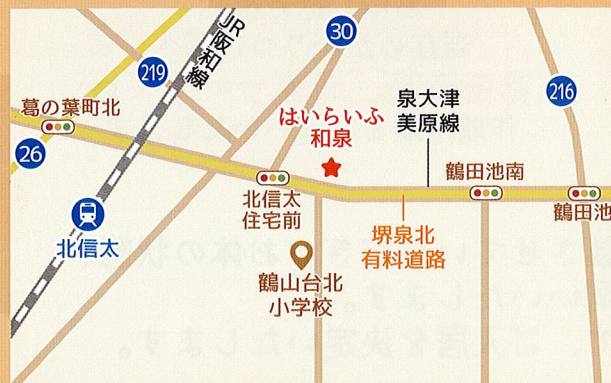 30
JR阪和線
219
216
葛の葉町北
はいらいふ
和泉
泉大津
美原線
26
鶴田池南
北信太
住宅前
鶴田池
北信太
堺泉北
有料道路
鶴山台北
小学校